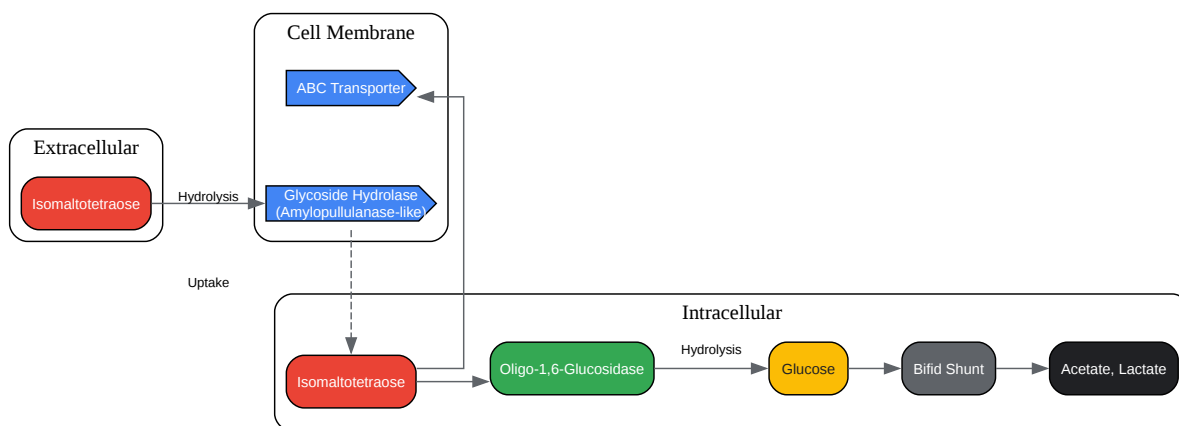 Cell Membrane
ABC Transporter
Extracellular
Isomaltotetraose
Hydrolysis
Glycoside Hydrolase
(Amylopullulanase-like)
Uptake
Intracellular
Isomaltotetraose
Oligo-1,6-Glucosidase
Hydrolysis
Glucose
Bifid Shunt
Acetate, Lactate